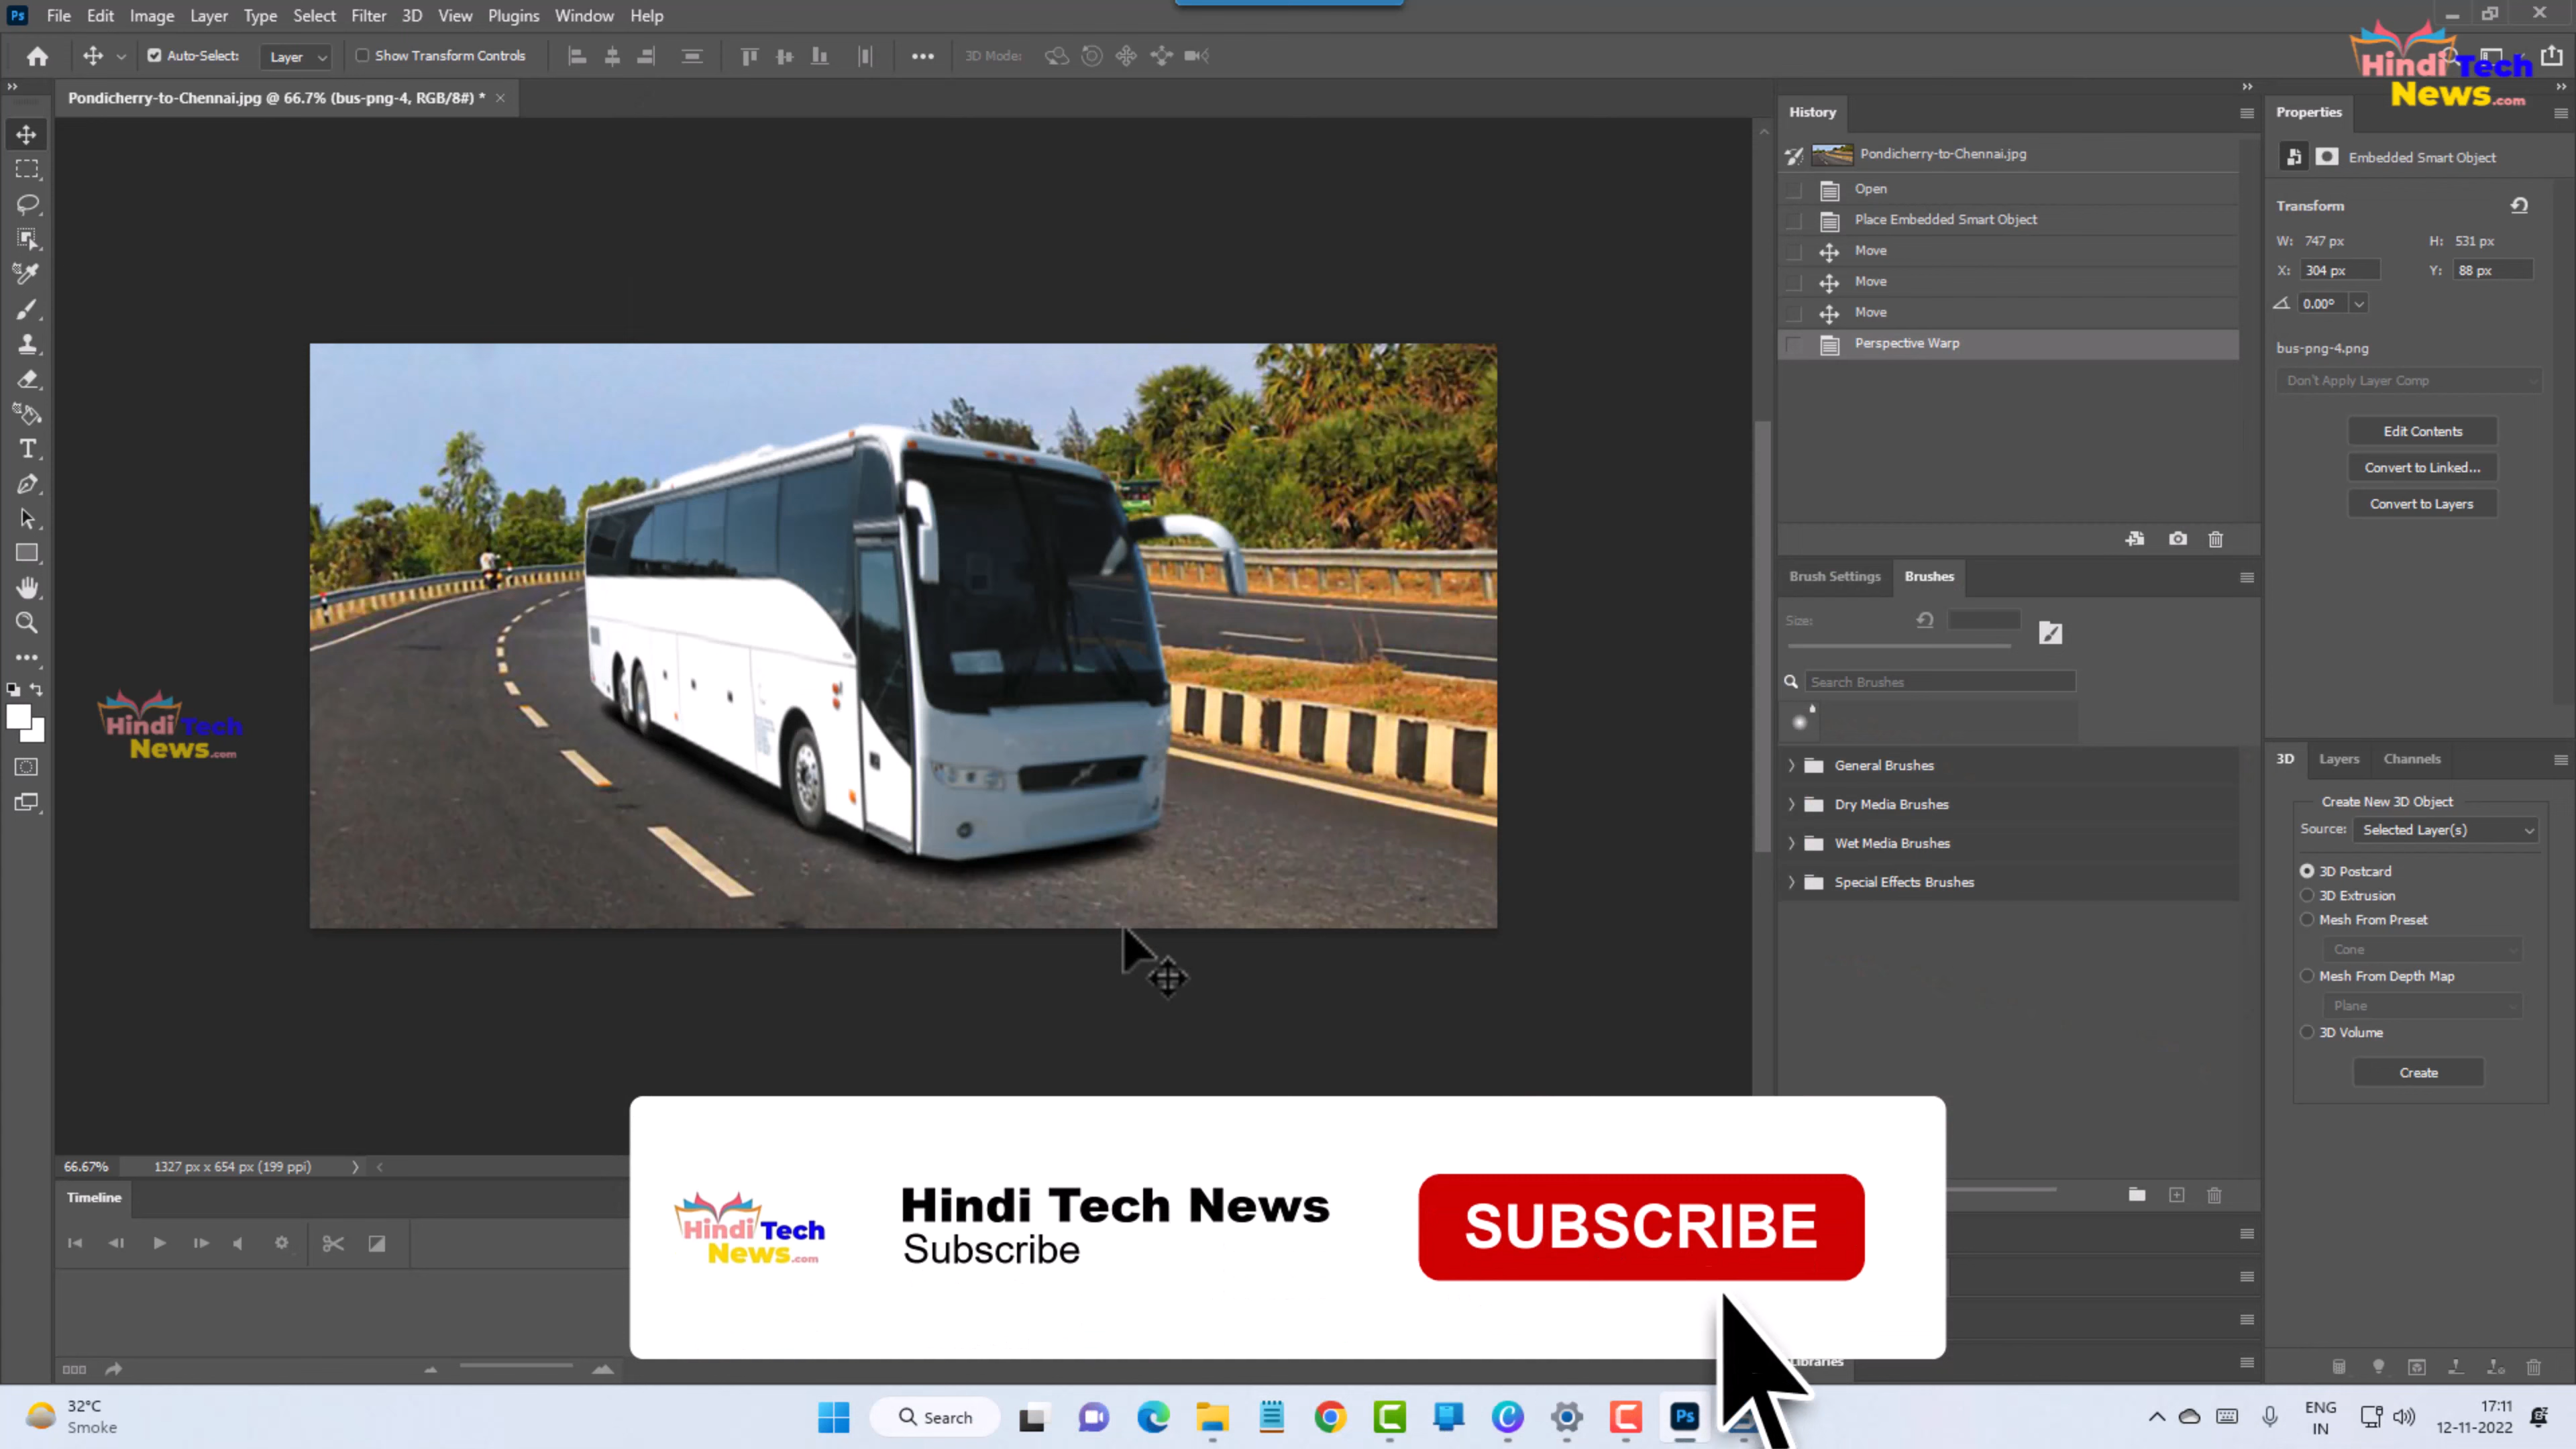 Ps File Edit Image Layer Type Select Filter 3D View Plugins Window Help
Auto-Select: Layer Show Transform Controls 3D Mode:
Hindi Tech
News.com
Pondicherry-to-Chennai.jpg @ 66.7% (bus-png-4, RGB/8#) * ×
History
Pondicherry-to-Chennai.jpg
Open
Place Embedded Smart Object
Move
Move
Move
Perspective Warp
Properties
Embedded Smart Object
Transform
W: 747 px H: 531 px
X: 304 px Y: 88 px
0.00°
bus-png-4.png
Don't Apply Layer Comp
Edit Contents
Convert to Linked...
Convert to Layers
Brush Settings Brushes
Size:
Search Brushes
General Brushes
Dry Media Brushes
Wet Media Brushes
Special Effects Brushes
3D Layers Channels
Create New 3D Object
Source: Selected Layer(s)
3D Postcard
3D Extrusion
Mesh From Preset
Cone
Mesh From Depth Map
Plane
3D Volume
Create
Hindi Tech
News.com
66.67% 1327 px x 654 px (199 ppi)
Timeline
Hindi Tech
News.com
Hindi Tech News
Subscribe
SUBSCRIBE
Libraries
32°C
Smoke
Search
Ps
ENG
IN
17:11
12-11-2022